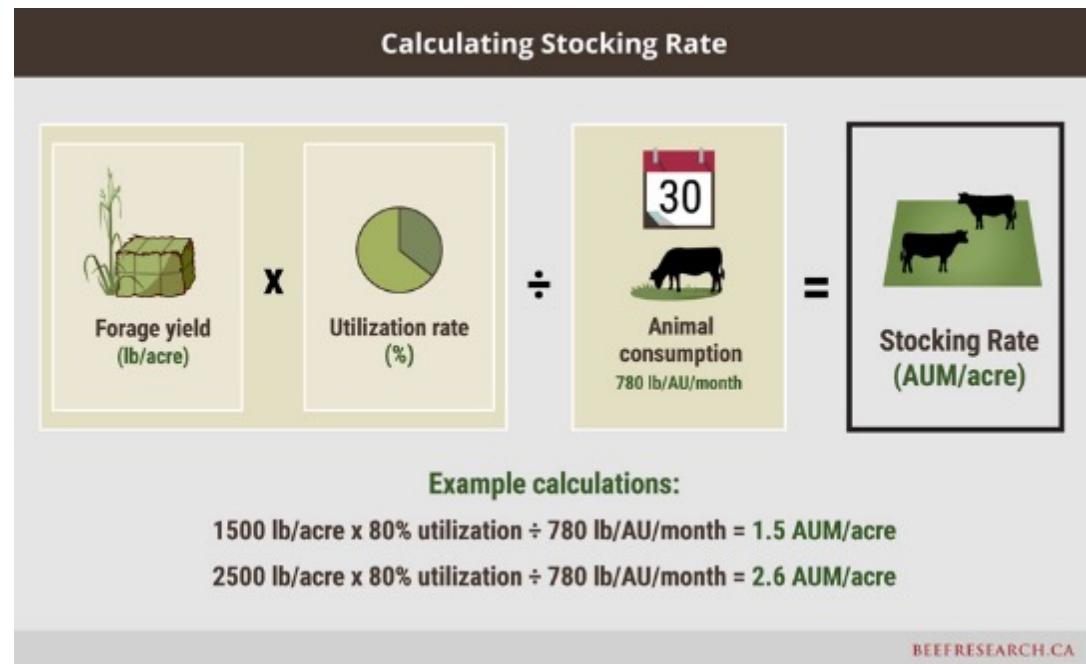 Calculating Stocking Rate
Forage yield
(lb/acre)
x
Utilization rate
(%)
÷
30
Animal
consumption
780 lb/AU/month
=
Stocking Rate
(AUM/acre)
Example calculations:
1500 lb/acre x 80% utilization ÷ 780 lb/AU/month = 1.5 AUM/acre
2500 lb/acre x 80% utilization ÷ 780 lb/AU/month = 2.6 AUM/acre
BEEFRESEARCH.CA